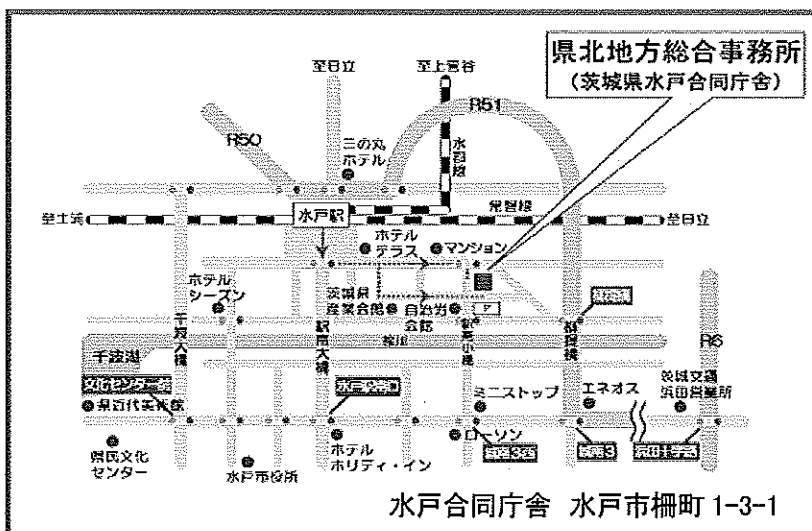 県北地方総合事務所
(茨城県水戸合同庁舎)
至日立
至上菅谷
R51
R50
三の丸
ホテル
水郡線
常磐線
至土浦
水戸駅
至日立
ホテル
テラス
マンション
ホテル
シーズン
茨城県
産業会館
自治労
会館
P
千波大橋
駅南大橋
駅南小橋
桜川
千波湖
R6
文化センター前
県近代美術館
ミニストップ
エネオス
茨城交通
浜田営業所
県民文化
センター
水戸市役所
ホテル
ホリディ・イン
ローソン
水戸合同庁舎 水戸市柵町 1-3-1